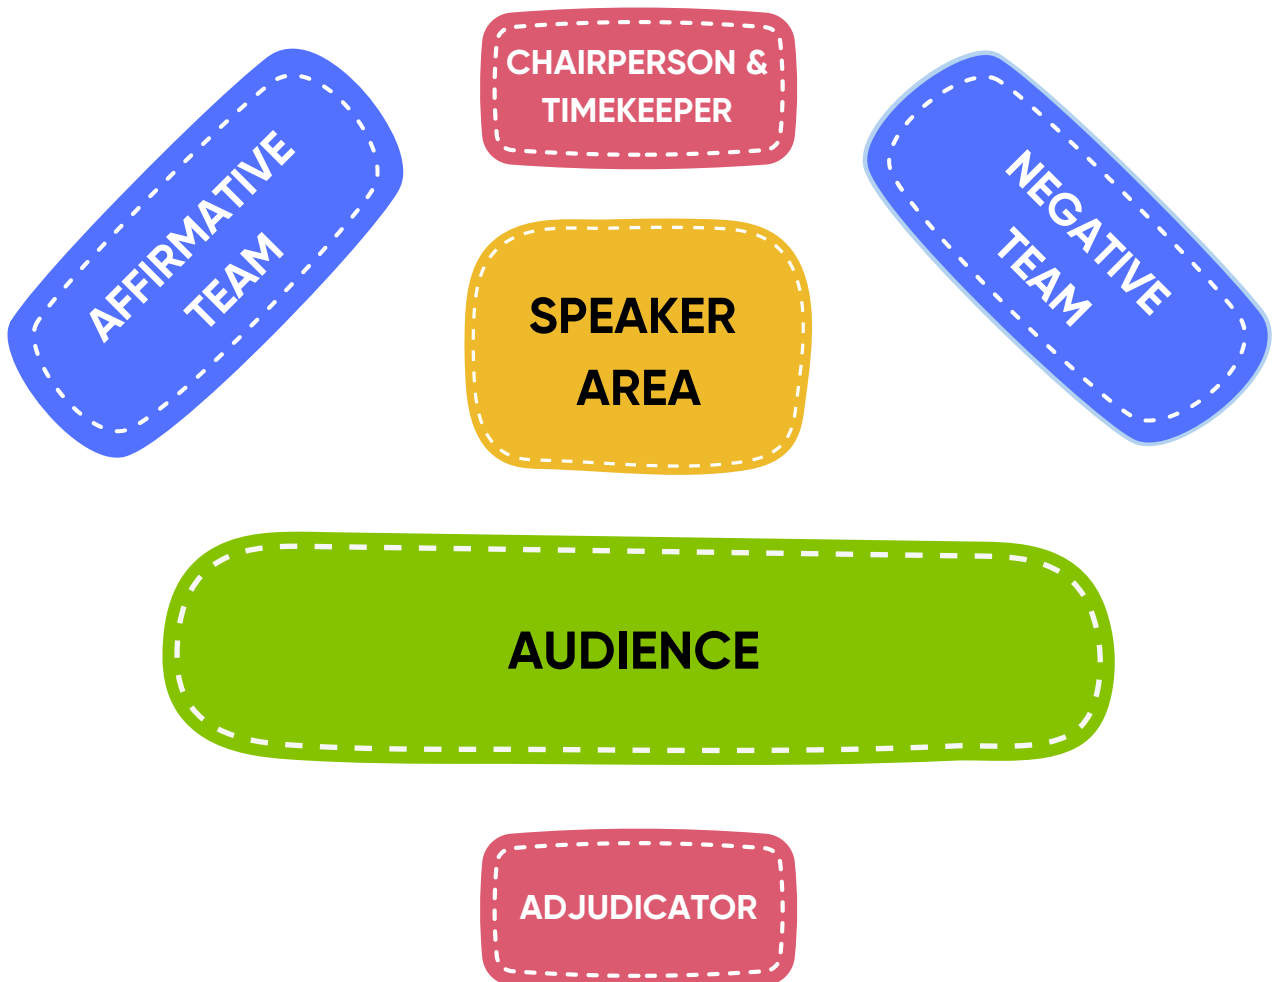 CHAIRPERSON &
TIMEKEEPER
AFFIRMATIVE
TEAM
NEGATIVE
TEAM
SPEAKER
AREA
AUDIENCE
ADJUDICATOR